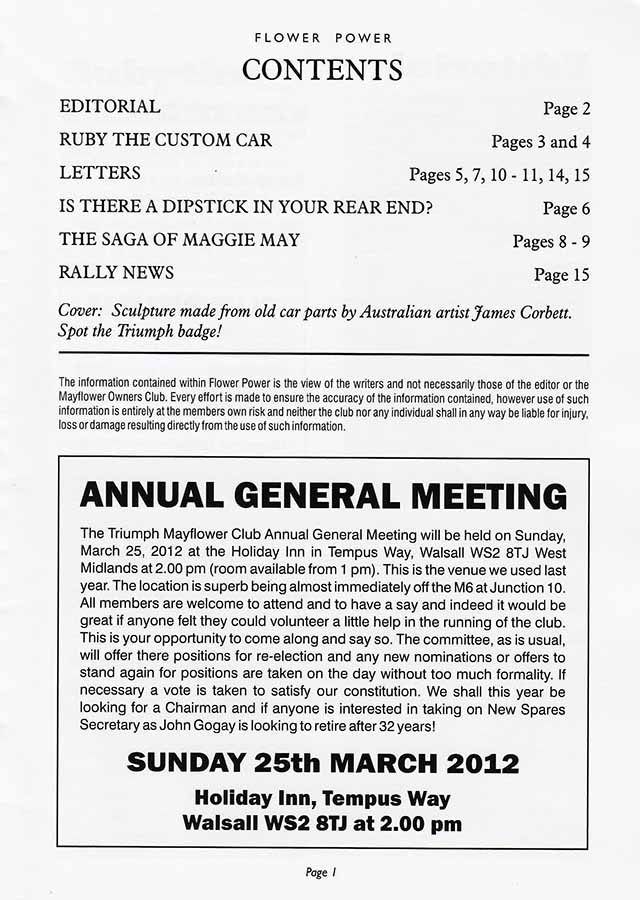 FLOWER POWER
CONTENTS
EDITORIAL Page 2
RUBY THE CUSTOM CAR Pages 3 and 4
LETTERS Pages 5, 7, 10 - 11, 14, 15
IS THERE A DIPSTICK IN YOUR REAR END? Page 6
THE SAGA OF MAGGIE MAY Pages 8 - 9
RALLY NEWS Page 15
Cover: Sculpture made from old car parts by Australian artist James Corbett.
Spot the Triumph badge!
The information contained within Flower Power is the view of the writers and not necessarily those of the editor or the
Mayflower Owners Club. Every effort is made to ensure the accuracy of the information contained, however use of such
information is entirely at the members own risk and neither the club nor any individual shall in any way be liable for injury,
loss or damage resulting directly from the use of such information.
ANNUAL GENERAL MEETING
The Triumph Mayflower Club Annual General Meeting will be held on Sunday,
March 25, 2012 at the Holiday Inn in Tempus Way, Walsall WS2 8TJ West
Midlands at 2.00 pm (room available from 1 pm). This is the venue we used last
year. The location is superb being almost immediately off the M6 at Junction 10.
All members are welcome to attend and to have a say and indeed it would be
great if anyone felt they could volunteer a little help in the running of the club.
This is your opportunity to come along and say so. The committee, as is usual,
will offer there positions for re-election and any new nominations or offers to
stand again for positions are taken on the day without too much formality. If
necessary a vote is taken to satisfy our constitution. We shall this year be
looking for a Chairman and if anyone is interested in taking on New Spares
Secretary as John Gogay is looking to retire after 32 years!
SUNDAY 25th MARCH 2012
Holiday Inn, Tempus Way
Walsall WS2 8TJ at 2.00 pm
Page 1